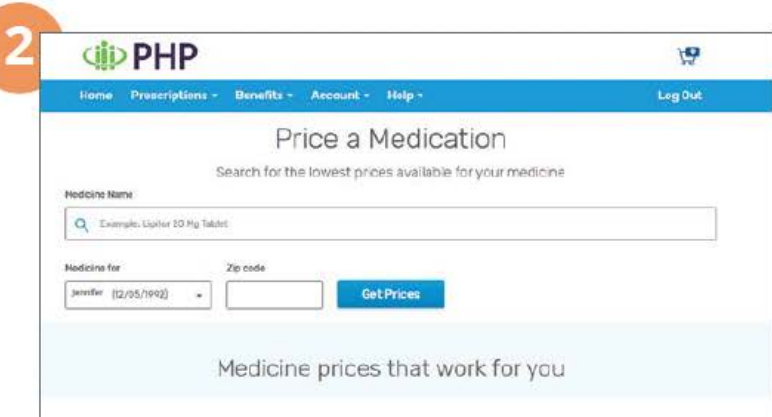 2
PHP
Home Prescriptions Benefits Account Help Log Out
Price a Medication
Search for the lowest prices available for your medicine
Medicine Name
Example. Lipitor 20 Mg Tablet
Medicine for Zip code
Jennifer (12/05/1992) Get Prices
Medicine prices that work for you